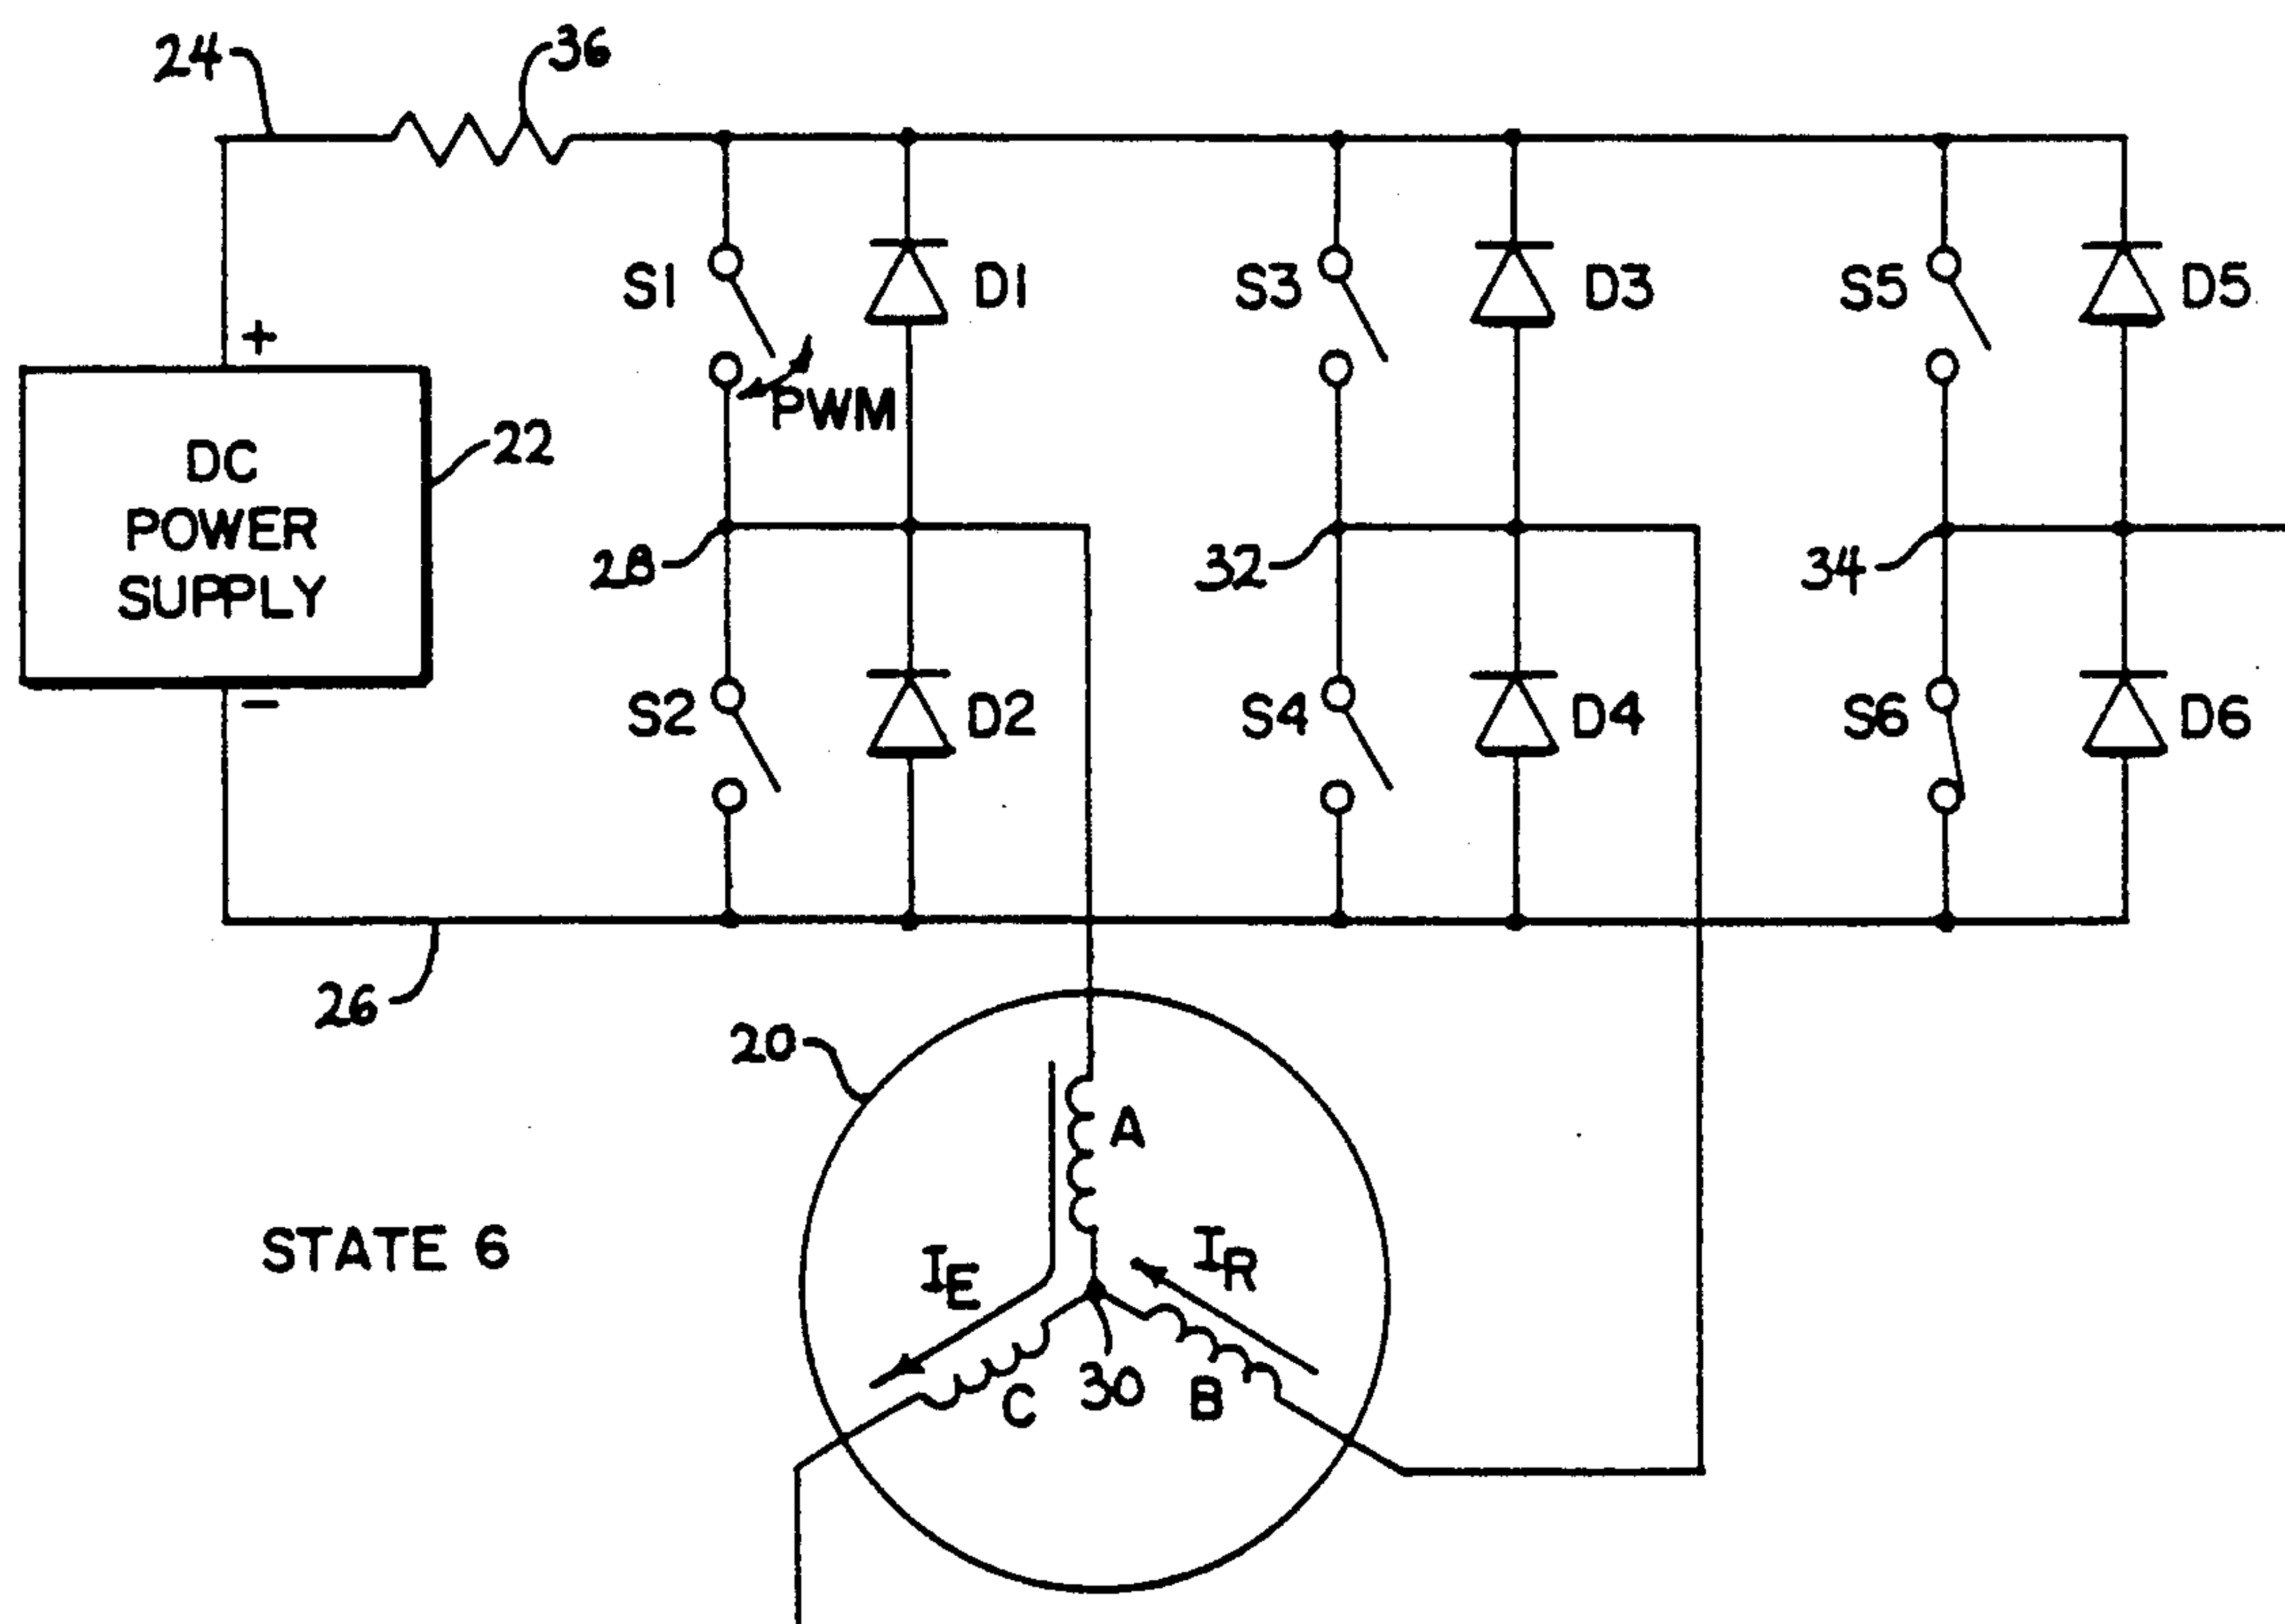 24
36
S1
D1
S3
D3
S5
D5
+
PWM
DC
POWER
SUPPLY
22
28
32
34
−
S2
D2
S4
D4
S6
D6
26
20
A
STATE 6
IE
IR
C
30
B